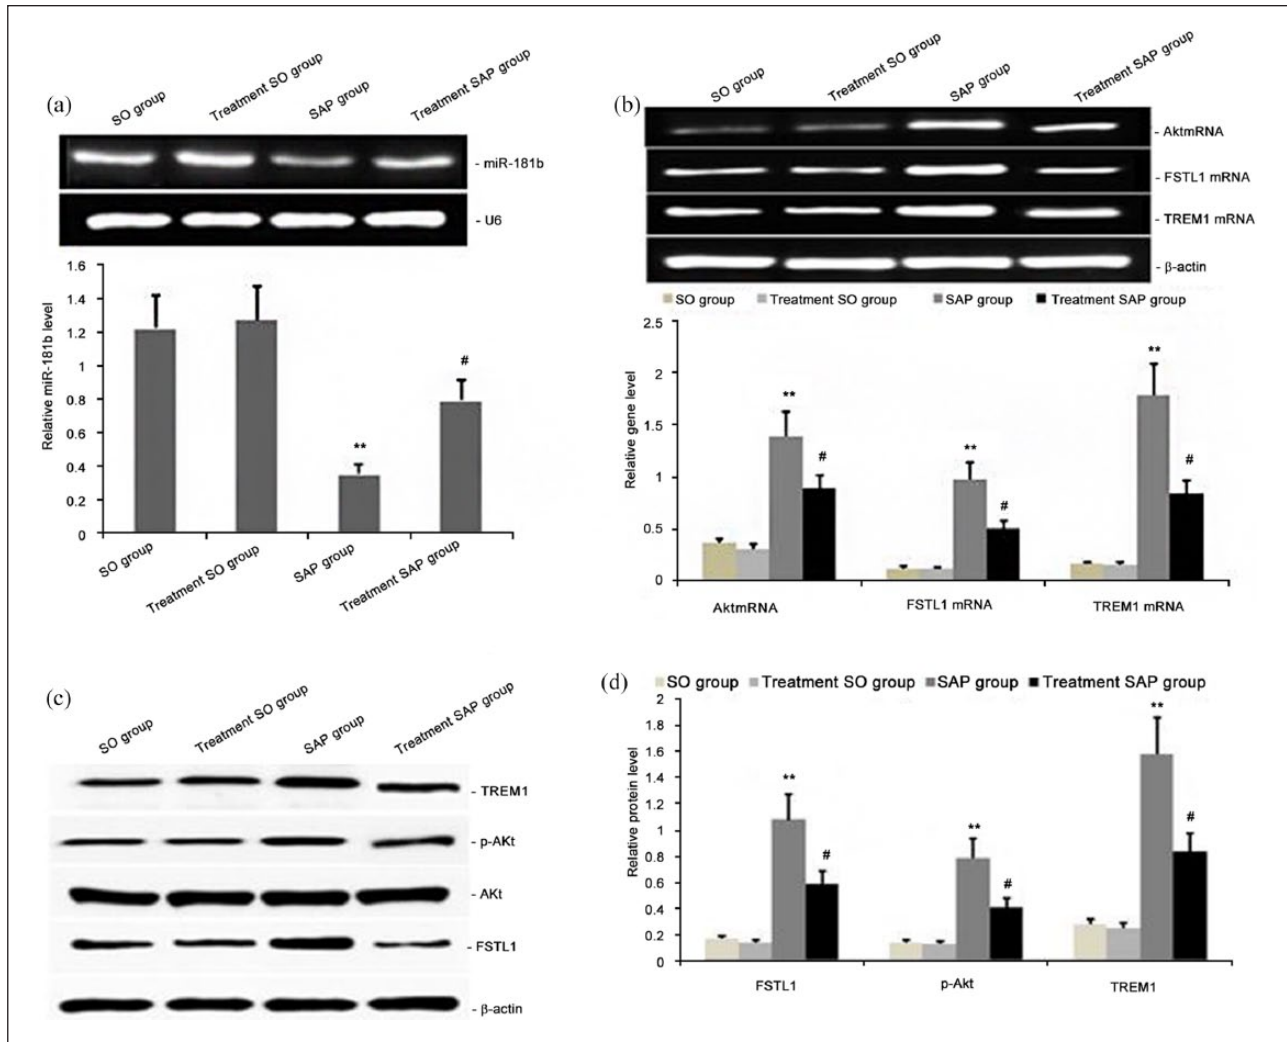 (a)
SO group
Treatment SO group
SAP group
Treatment SAP group
- miR-181b
- U6
Relative miR-181b level
1.6
1.4
1.2
1
0.8
0.6
0.4
0.2
0
**
#
SO group
Treatment SO group
SAP group
Treatment SAP group
(b)
SO group
Treatment SO group
SAP group
Treatment SAP group
- AktmRNA
- FSTL1 mRNA
- TREM1 mRNA
- β-actin
SO group Treatment SO group SAP group Treatment SAP group
Relative gene level
2.5
2
1.5
1
0.5
0
**
#
**
#
**
#
AktmRNA FSTL1 mRNA TREM1 mRNA
(c)
SO group
Treatment SO group
SAP group
Treatment SAP group
- TREM1
- p-AKt
- AKt
- FSTL1
- β-actin
(d)
SO group Treatment SO group SAP group Treatment SAP group
Relative protein level
2
1.8
1.6
1.4
1.2
1
0.8
0.6
0.4
0.2
0
**
#
**
#
**
#
FSTL1 p-Akt TREM1